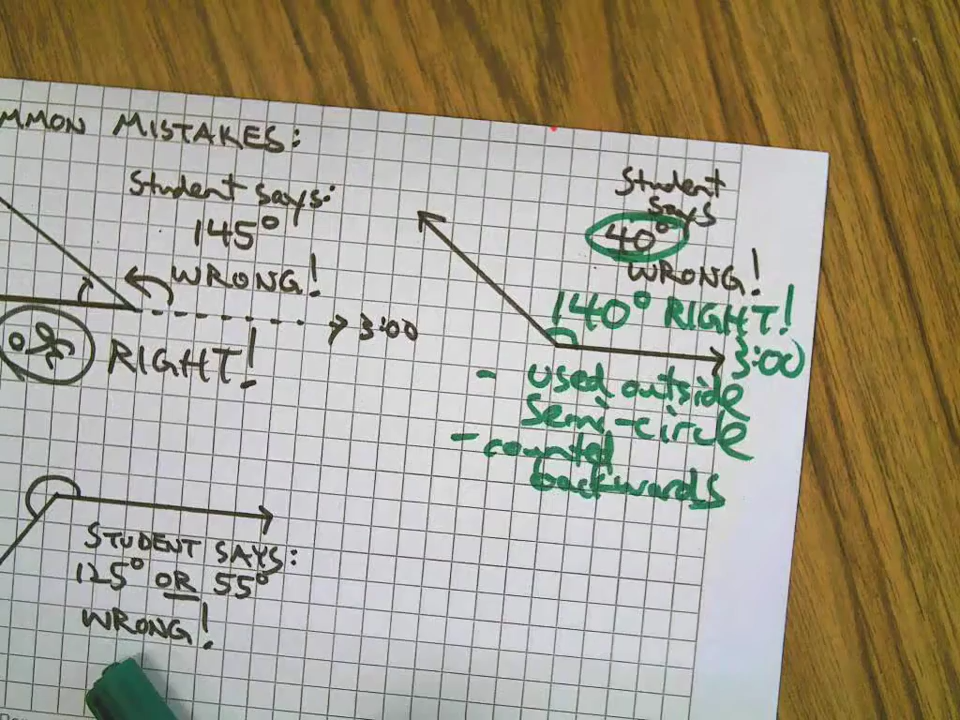 MMON MISTAKES:
Student says:
145°
WRONG!
3:00
RIGHT!
Student
says
40°
WRONG!
140° RIGHT!
3:00
- used outside
semi-circle
- counted
backwards
STUDENT SAYS:
125° OR 55°
WRONG!